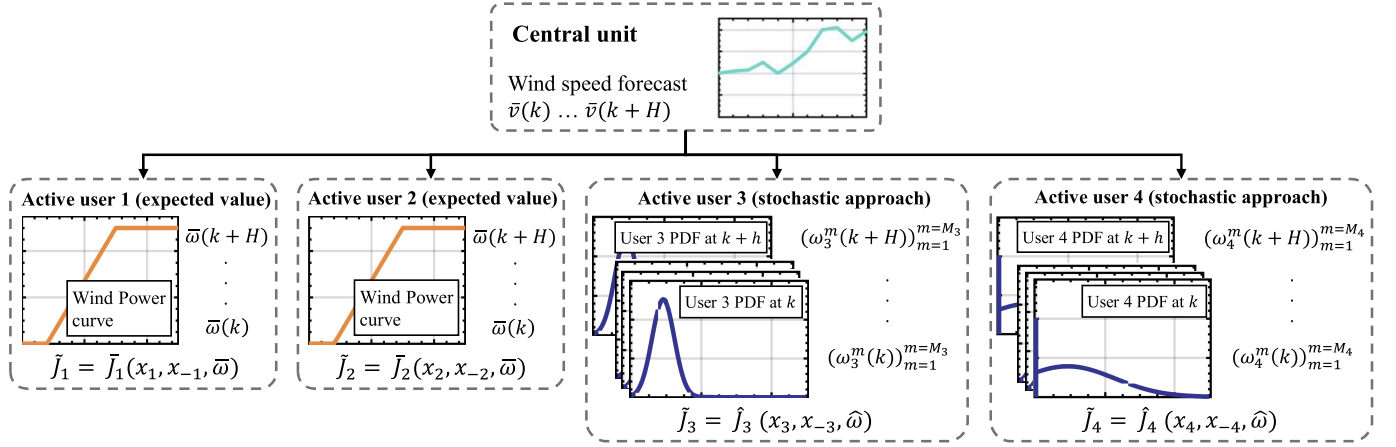 Central unit
Wind speed forecast
v̄(k) … v̄(k + H)
Active user 1 (expected value)
ω̄(k + H)
.
.
.
Wind Power
curve
ω̄(k)
J̃₁ = J̄₁(x₁, x₋₁, ω̄)
Active user 2 (expected value)
ω̄(k + H)
.
.
.
Wind Power
curve
ω̄(k)
J̃₂ = J̄₂(x₂, x₋₂, ω̄)
Active user 3 (stochastic approach)
User 3 PDF at k + h
(ω₃ᵐ(k + H))_{m=1}^{m=M₃}
.
.
.
User 3 PDF at k
(ω₃ᵐ(k))_{m=1}^{m=M₃}
J̃₃ = Ĵ₃ (x₃, x₋₃, ω̂)
Active user 4 (stochastic approach)
User 4 PDF at k + h
(ω₄ᵐ(k + H))_{m=1}^{m=M₄}
.
.
.
User 4 PDF at k
(ω₄ᵐ(k))_{m=1}^{m=M₄}
J̃₄ = Ĵ₄ (x₄, x₋₄, ω̂)